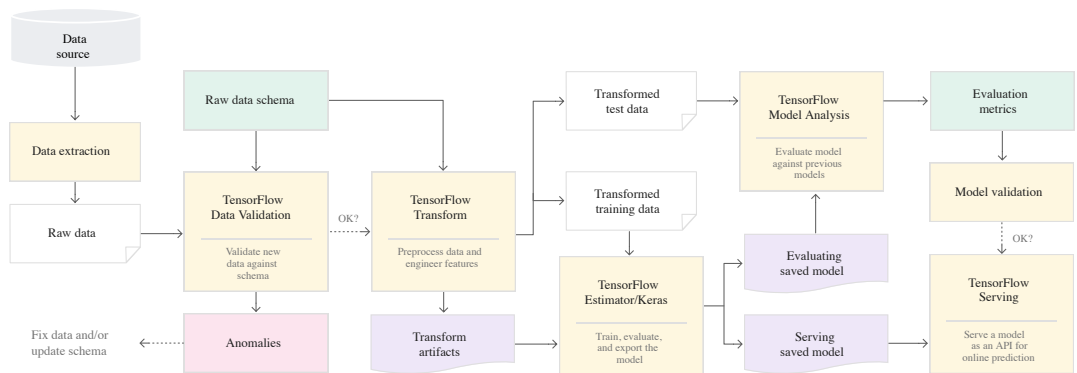 Data
source
Data extraction
Raw data
Raw data schema
TensorFlow
Data Validation
Validate new
data against
schema
Anomalies
Fix data and/or
update schema
OK?
TensorFlow
Transform
Preprocess data and
engineer features
Transform
artifacts
Transformed
test data
Transformed
training data
TensorFlow
Estimator/Keras
Train, evaluate,
and export the
model
TensorFlow
Model Analysis
Evaluate model
against previous
models
Evaluating
saved model
Serving
saved model
Evaluation
metrics
Model validation
OK?
TensorFlow
Serving
Serve a model
as an API for
online prediction